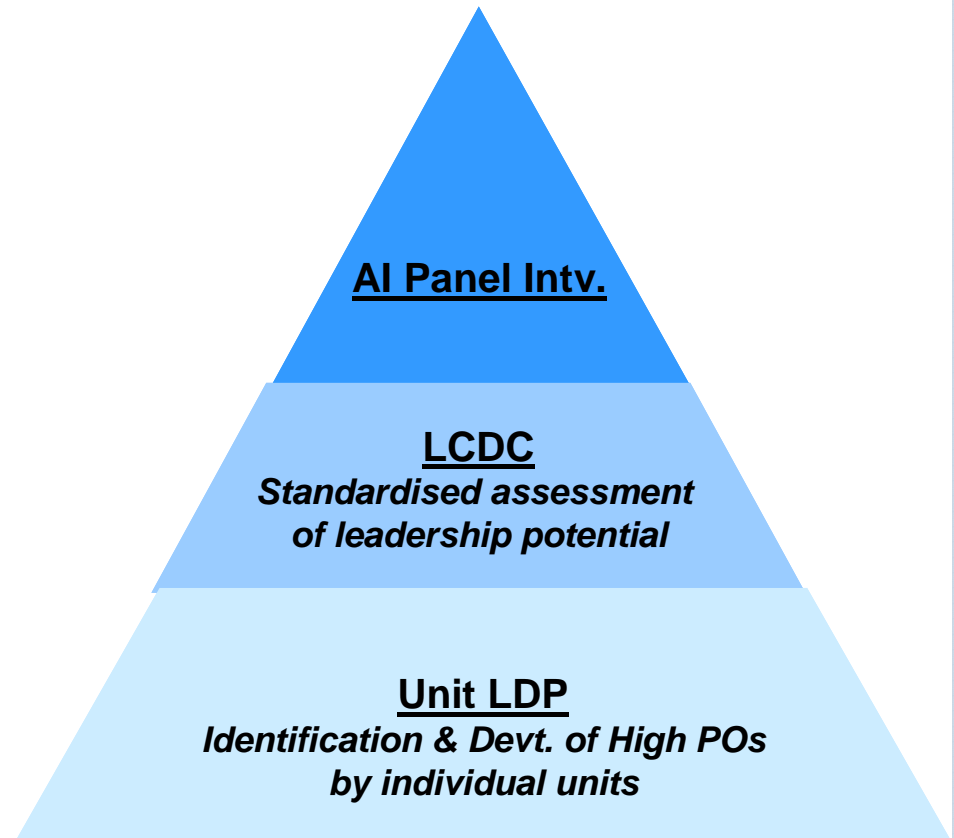 AI Panel Intv.
LCDC
Standardised assessment
of leadership potential
Unit LDP
Identification & Devt. of High POs
by individual units